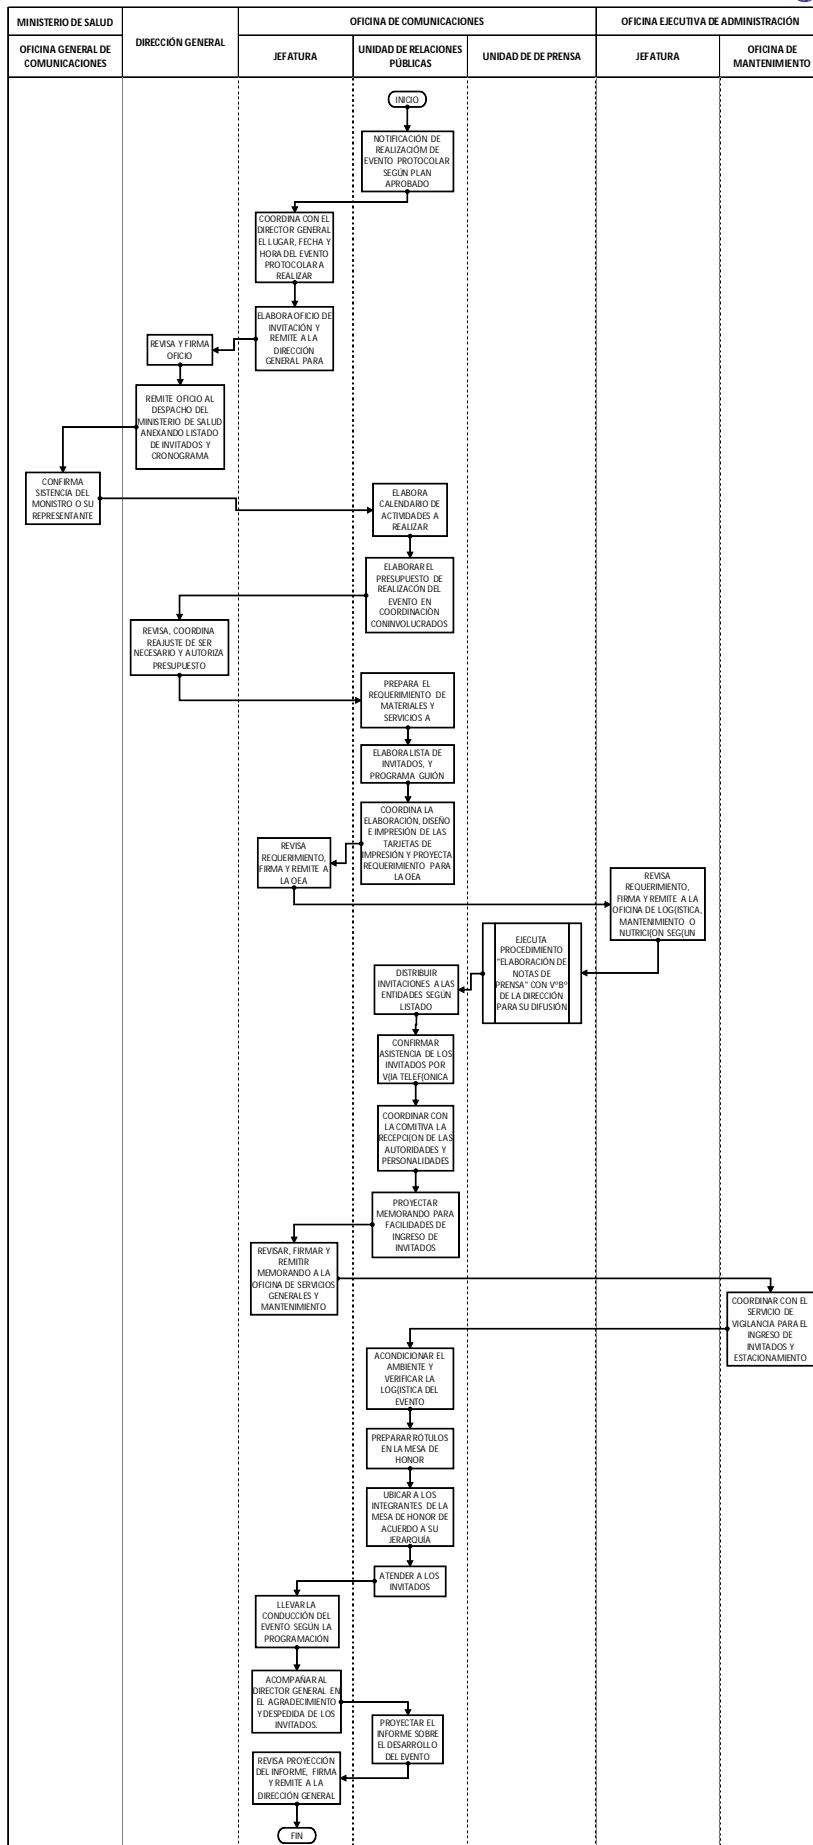 MINISTERIO DE SALUD
OFICINA GENERAL DE
COMUNICACIONES
DIRECCIÓN GENERAL
OFICINA DE COMUNICACIONES
JEFATURA
UNIDAD DE RELACIONES
PÚBLICAS
UNIDAD DE DE PRENSA
OFICINA EJECUTIVA DE ADMINISTRACIÓN
JEFATURA
OFICINA DE
MANTENIMIENTO
INICIO
NOTIFICACIÓN DE
REALIZACIÓM DE
EVENTO PROTOCOLAR
SEGÚN PLAN
APROBADO
COORDINA CON EL
DIRECTOR GENERAL
EL LUGAR, FECHA Y
HORA DEL EVENTO
PROTOCOLAR A
REALIZAR
ELABORA OFICIO DE
INVITACIÓN Y
REMITE A LA
DIRECCIÓN
GENERAL PARA
REVISA Y FIRMA
OFICIO
REMITE OFICIO AL
DESPACHO DEL
MINISTERIO DE SALUD
ANEXANDO LISTADO
DE INVITADOS Y
CRONOGRAMA
CONFIRMA
SISTENCIA DEL
MONISTRO O SU
REPRESENTANTE
ELABORA
CALENDARIO DE
ACTIVIDADES A
REALIZAR
ELABORAR EL
PRESUPUESTO DE
REALIZACÓN DEL
EVENTO EN
COORDINACIÒN
CONINVOLUCRADOS
REVISA, COORDINA
REAJUSTE DE SER
NECESARIO Y AUTORIZA
PRESUPUESTO
PREPARA EL
REQUERIMIENTO DE
MATERIALES Y
SERVICIOS A
ELABORA LISTA DE
INVITADOS, Y
PROGRAMA GUIÓN
COORDINA LA
ELABORACIÓN, DISEÑO
E IMPRESIÓN DE LAS
TARJETAS DE
IMPRESIÓN Y PROYECTA
REQUERIMIENTO PARA
LA OEA
REVISA
REQUERIMIENTO,
FIRMA Y REMITE A
LA OEA
REVISA
REQUERIMIENTO,
FIRMA Y REMITE A LA
OFICINA DE LOG{ISTICA,
MANTENIMIENTO O
NUTRICI{ON SEG{UN
EJECUTA
PROCEDIMIENTO
"ELABORACIÓN DE
NOTAS DE
PRENSA" CON VºBº
DE LA DIRECCIÓN
PARA SU DIFUSIÓN
DISTRIBUIR
INVITACIONES A LAS
ENTIDADES SEGÚN
LISTADO
CONFIRMAR
ASISTENCIA DE LOS
INVITADOS POR
V{IA TELEF{ONICA
COORDINAR CON
LA COMITIVA LA
RECEPCI{ON DE LAS
AUTORIDADES Y
PERSONALIDADES
PROYECTAR
MEMORANDO PARA
FACILIDADES DE
INGRESO DE
INVITADOS
REVISAR, FIRMAR Y
REMITIR
MEMORANDO A LA
OFICINA DE SERVICIOS
GENERALES Y
MANTENIMIENTO
COORDINAR CON EL
SERVICIO DE
VIGILANCIA PARA EL
INGRESO DE
INVITADOS Y
ESTACIONAMIENTO
ACONDICIONAR EL
AMBIENTE Y
VERIFICAR LA
LOG{ISTICA DEL
EVENTO
PREPARAR RÓTULOS
EN LA MESA DE
HONOR
UBICAR A LOS
INTEGRANTES DE LA
MESA DE HONOR DE
ACUERDO A SU
JERARQUÍA
ATENDER A LOS
INVITADOS
LLEVAR LA
CONDUCCIÓN DEL
EVENTO SEGÚN LA
PROGRAMACIÓN
ACOMPAÑAR AL
DIRECTOR GENERAL EN
EL AGRADECIMIENTO
Y DESPEDIDA DE LOS
INVITADOS.
PROYECTAR EL
INFORME SOBRE
EL DESARROLLO
DEL EVENTO
REVISA PROYECCIÓN
DEL INFORME, FIRMA
Y REMITE A LA
DIRECCIÓN GENERAL
FIN